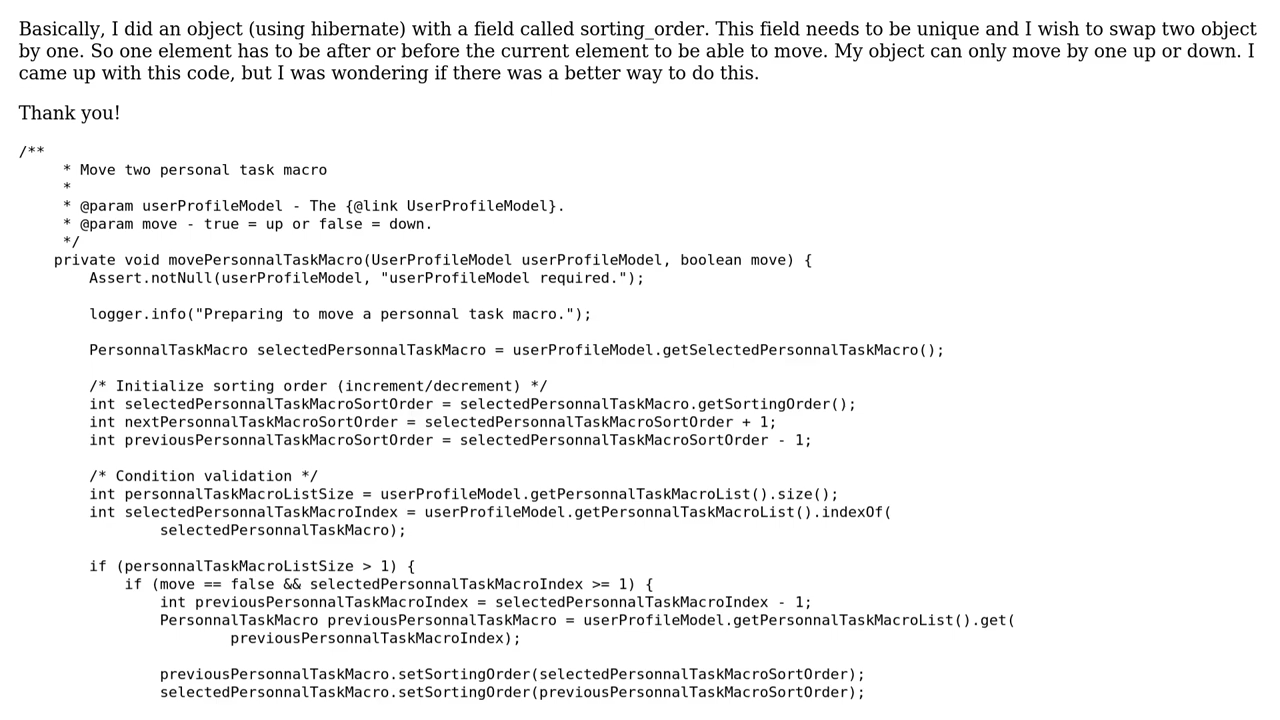 Basically, I did an object (using hibernate) with a field called sorting_order. This field needs to be unique and I wish to swap two object
by one. So one element has to be after or before the current element to be able to move. My object can only move by one up or down. I
came up with this code, but I was wondering if there was a better way to do this.

Thank you!

/**
     * Move two personal task macro
     *
     * @param userProfileModel - The {@link UserProfileModel}.
     * @param move - true = up or false = down.
     */
    private void movePersonnalTaskMacro(UserProfileModel userProfileModel, boolean move) {
        Assert.notNull(userProfileModel, "userProfileModel required.");

        logger.info("Preparing to move a personnal task macro.");

        PersonnalTaskMacro selectedPersonnalTaskMacro = userProfileModel.getSelectedPersonnalTaskMacro();

        /* Initialize sorting order (increment/decrement) */
        int selectedPersonnalTaskMacroSortOrder = selectedPersonnalTaskMacro.getSortingOrder();
        int nextPersonnalTaskMacroSortOrder = selectedPersonnalTaskMacroSortOrder + 1;
        int previousPersonnalTaskMacroSortOrder = selectedPersonnalTaskMacroSortOrder - 1;

        /* Condition validation */
        int personnalTaskMacroListSize = userProfileModel.getPersonnalTaskMacroList().size();
        int selectedPersonnalTaskMacroIndex = userProfileModel.getPersonnalTaskMacroList().indexOf(
                selectedPersonnalTaskMacro);

        if (personnalTaskMacroListSize > 1) {
            if (move == false && selectedPersonnalTaskMacroIndex >= 1) {
                int previousPersonnalTaskMacroIndex = selectedPersonnalTaskMacroIndex - 1;
                PersonnalTaskMacro previousPersonnalTaskMacro = userProfileModel.getPersonnalTaskMacroList().get(
                        previousPersonnalTaskMacroIndex);

                previousPersonnalTaskMacro.setSortingOrder(selectedPersonnalTaskMacroSortOrder);
                selectedPersonnalTaskMacro.setSortingOrder(previousPersonnalTaskMacroSortOrder);